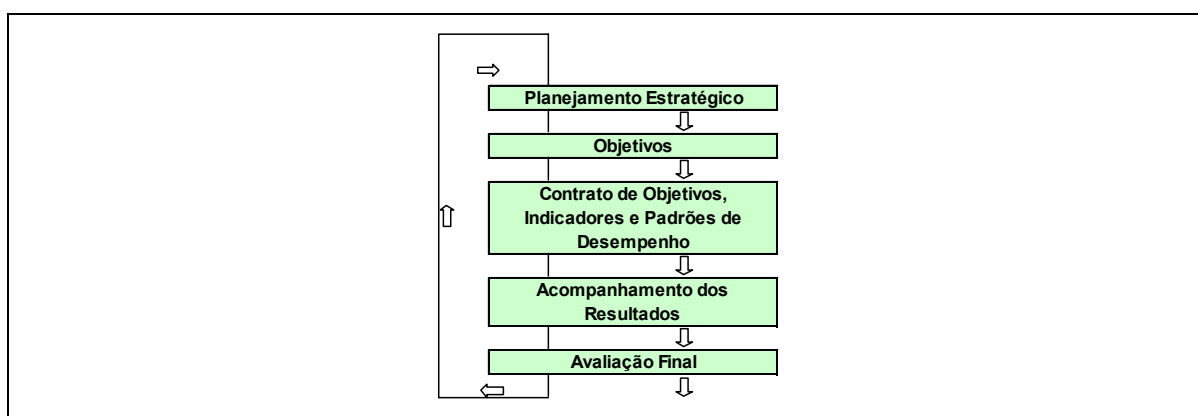 Planejamento Estratégico
Objetivos
Contrato de Objetivos,
Indicadores e Padrões de
Desempenho
Acompanhamento dos
Resultados
Avaliação Final